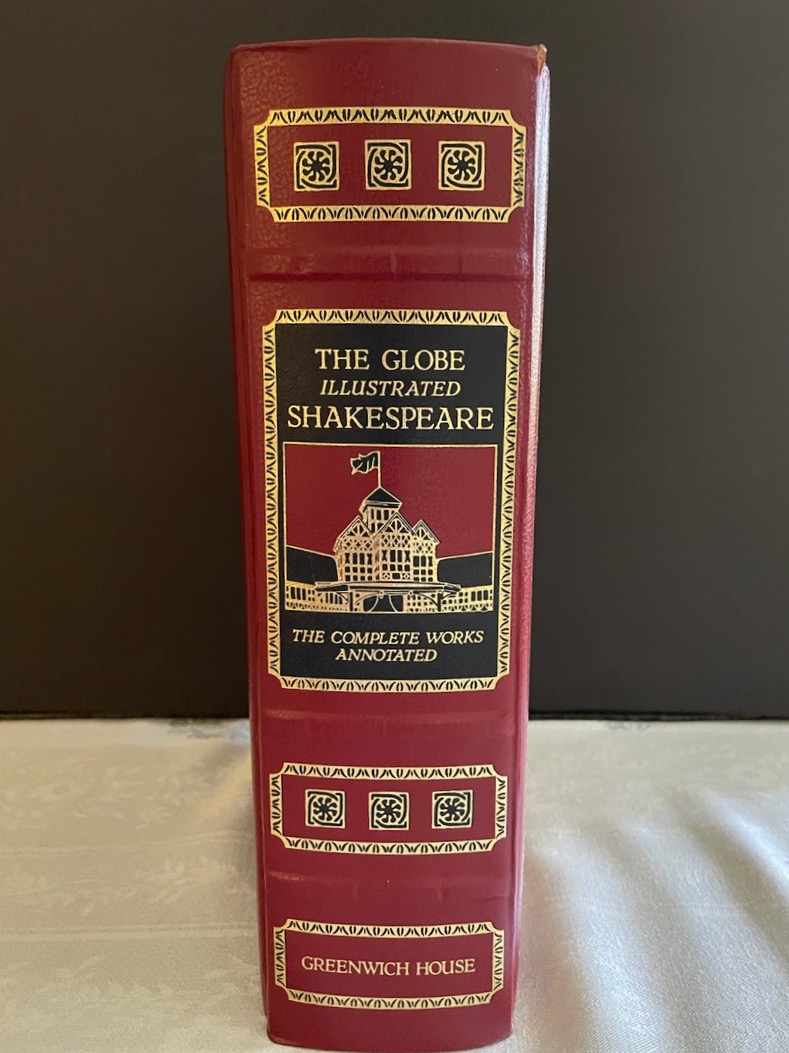 THE GLOBE
ILLUSTRATED
SHAKESPEARE
THE COMPLETE WORKS
ANNOTATED
GREENWICH HOUSE